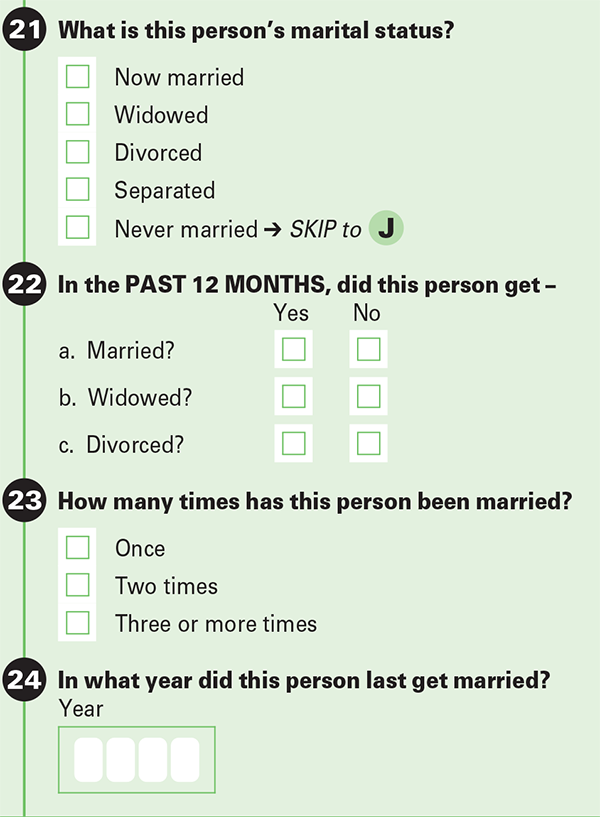 21 What is this person's marital status?
Now married
Widowed
Divorced
Separated
Never married ➔ SKIP to J
22 In the PAST 12 MONTHS, did this person get –
Yes No
a. Married?
b. Widowed?
c. Divorced?
23 How many times has this person been married?
Once
Two times
Three or more times
24 In what year did this person last get married?
Year